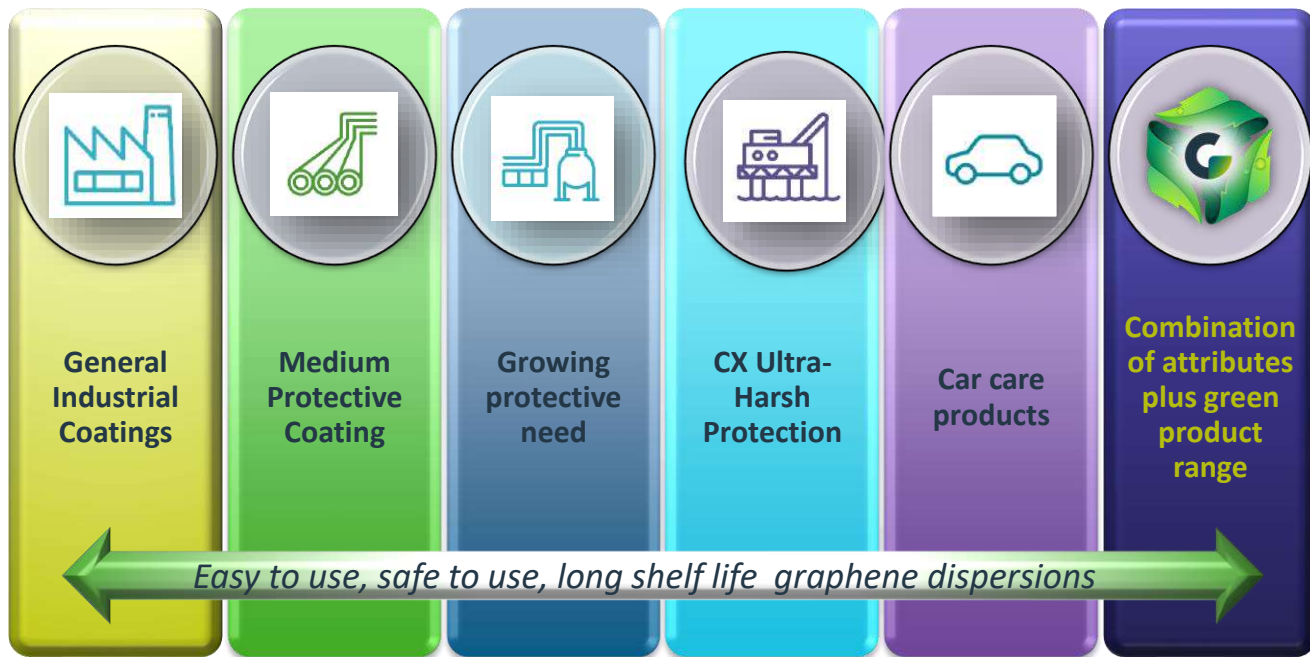 General
Industrial
Coatings
Medium
Protective
Coating
Growing
protective
need
CX Ultra-
Harsh
Protection
Car care
products
G
Combination
of attributes
plus green
product
range
Easy to use, safe to use, long shelf life  graphene dispersions